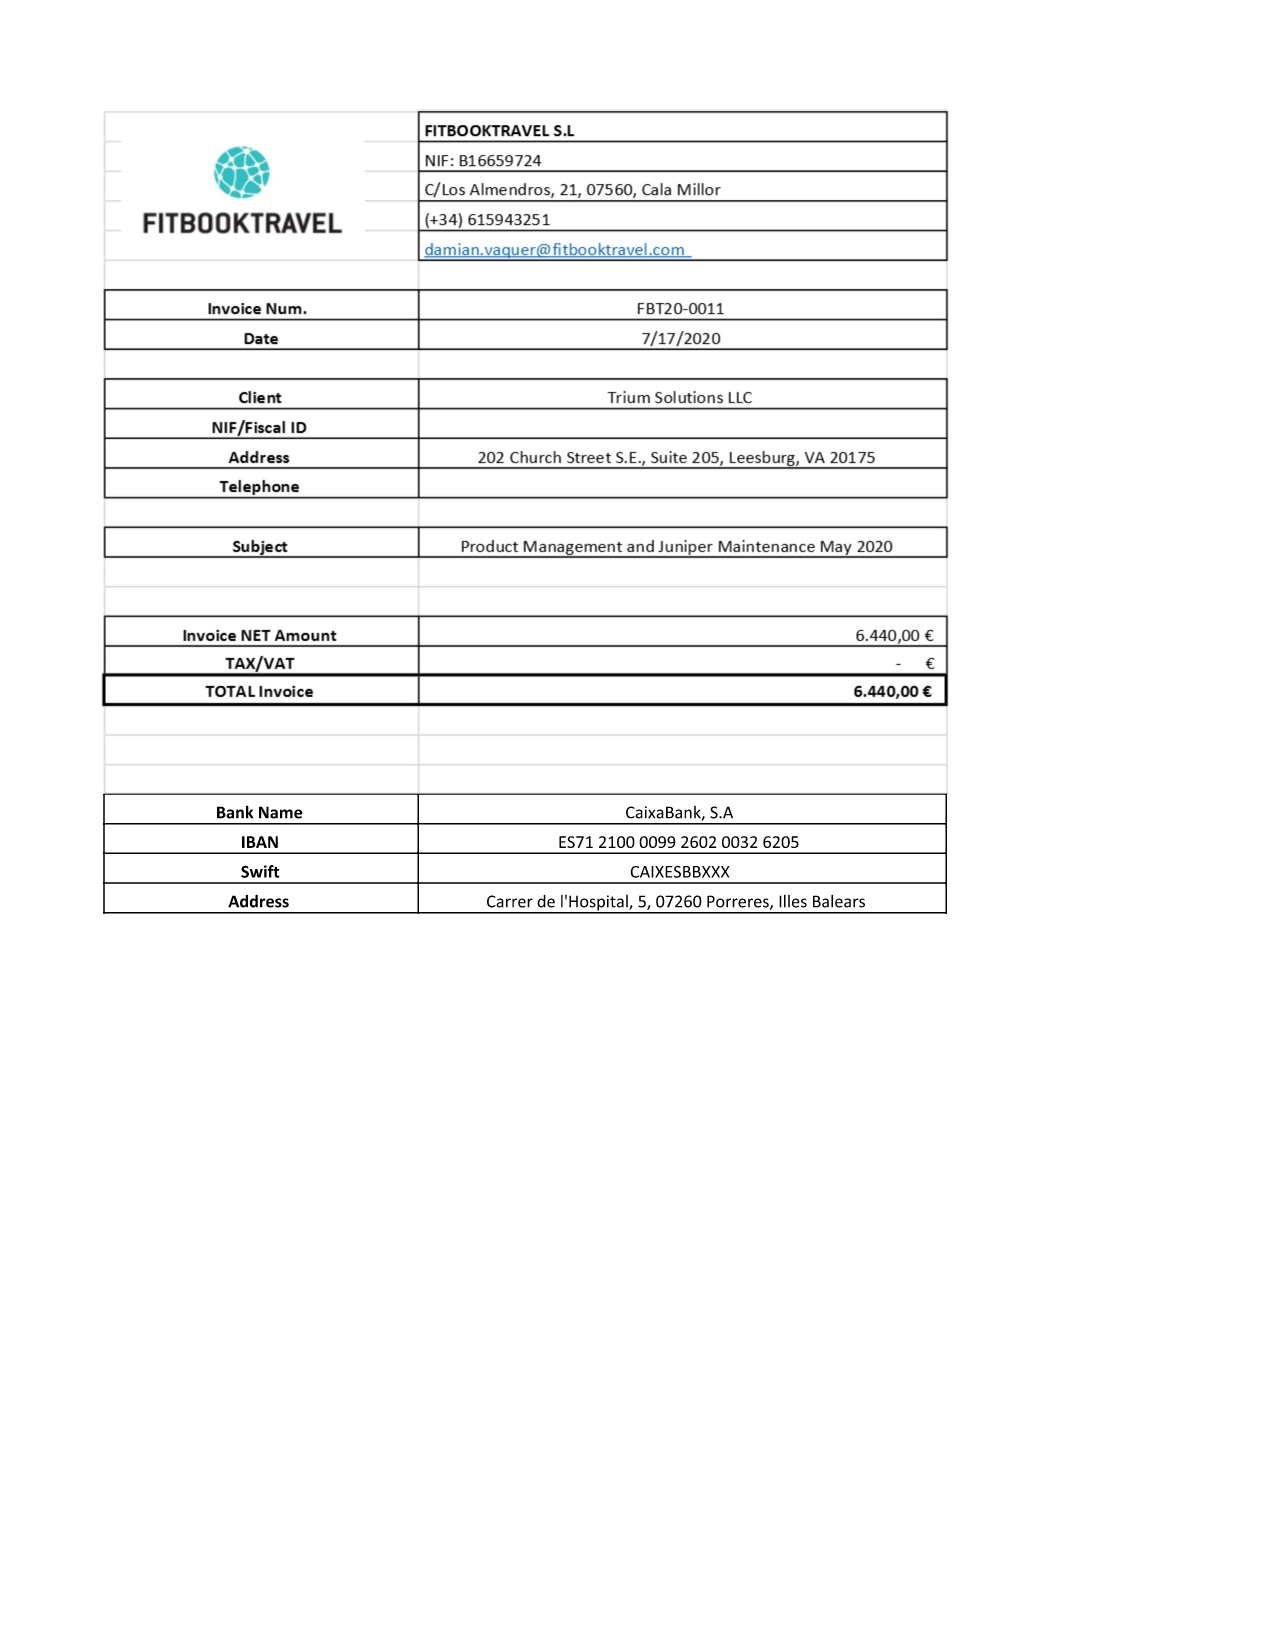 FITBOOKTRAVEL
FITBOOKTRAVEL S.L
NIF: B16659724
C/Los Almendros, 21, 07560, Cala Millor
(+34) 615943251
damian.vaquer@fitbooktravel.com
Invoice Num. FBT20-0011
Date 7/17/2020
Client Trium Solutions LLC
NIF/Fiscal ID
Address 202 Church Street S.E., Suite 205, Leesburg, VA 20175
Telephone
Subject Product Management and Juniper Maintenance May 2020
Invoice NET Amount 6.440,00 €
TAX/VAT - €
TOTAL Invoice 6.440,00 €
Bank Name CaixaBank, S.A
IBAN ES71 2100 0099 2602 0032 6205
Swift CAIXESBBXXX
Address Carrer de l'Hospital, 5, 07260 Porreres, Illes Balears